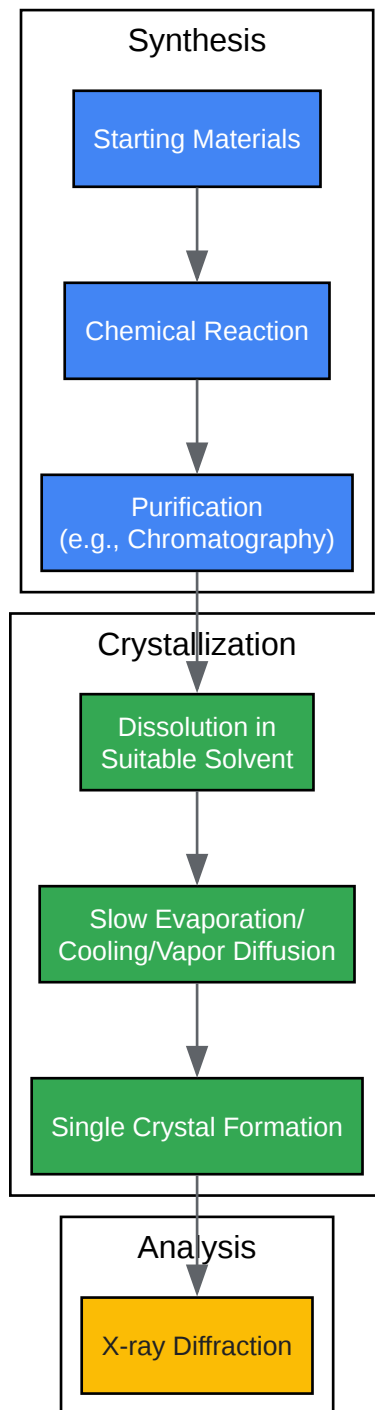 Synthesis
Starting Materials
Chemical Reaction
Purification
(e.g., Chromatography)
Crystallization
Dissolution in
Suitable Solvent
Slow Evaporation/
Cooling/Vapor Diffusion
Single Crystal Formation
Analysis
X-ray Diffraction